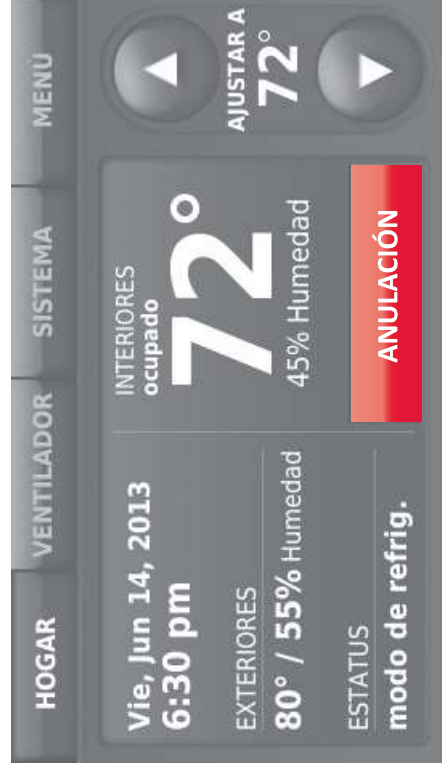 HOGAR
VENTILADOR
SISTEMA
MENÙ
Vie, Jun 14, 2013
6:30 pm
EXTERIORES
80° / 55% Humedad
ESTATUS
modo de refrig.
INTERIORES
ocupado
72°
45% Humedad
ANULACIÓN
AJUSTAR A
72°